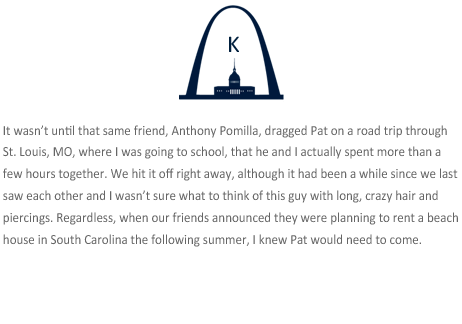 K
It wasn’t until that same friend, Anthony Pomilla, dragged Pat on a road trip through
St. Louis, MO, where I was going to school, that he and I actually spent more than a
few hours together. We hit it off right away, although it had been a while since we last
saw each other and I wasn’t sure what to think of this guy with long, crazy hair and
piercings. Regardless, when our friends announced they were planning to rent a beach
house in South Carolina the following summer, I knew Pat would need to come.